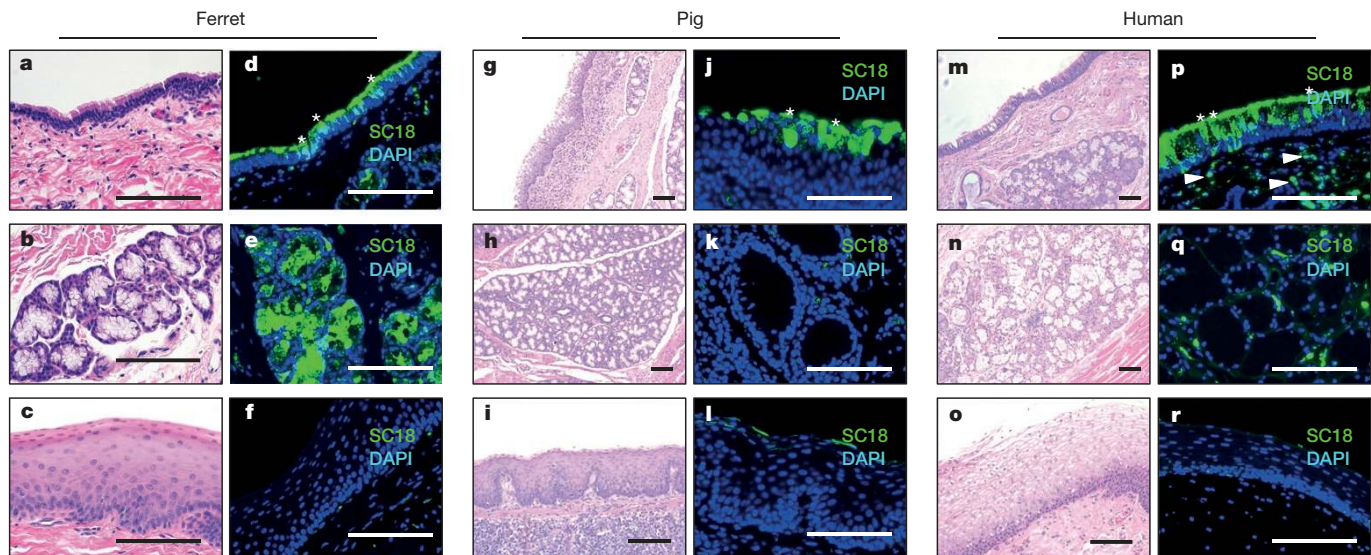 Ferret
Pig
Human
a
d
SC18
DAPI
g
j
SC18
DAPI
m
p
SC18
DAPI
b
e
SC18
DAPI
h
k
SC18
DAPI
n
q
SC18
DAPI
c
f
SC18
DAPI
i
l
SC18
DAPI
o
r
SC18
DAPI